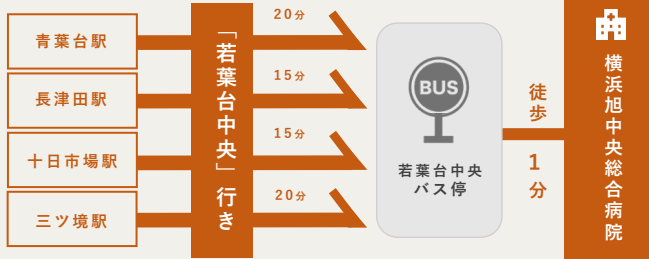 青葉台駅
長津田駅
十日市場駅
三ツ境駅
「若葉台中央」行き
20分
15分
15分
20分
BUS
若葉台中央
バス停
徒歩
1
分
横浜旭中央総合病院